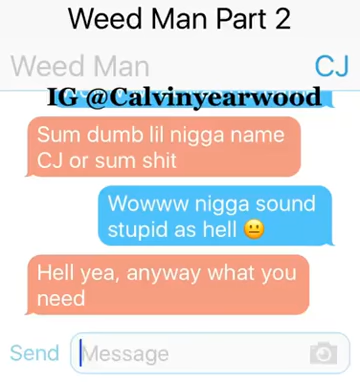 Weed Man Part 2
Weed Man CJ
IG @Calvinyearwood
Sum dumb lil nigga name
CJ or sum shit
Wowww nigga sound
stupid as hell 😐
Hell yea, anyway what you
need
Send Message